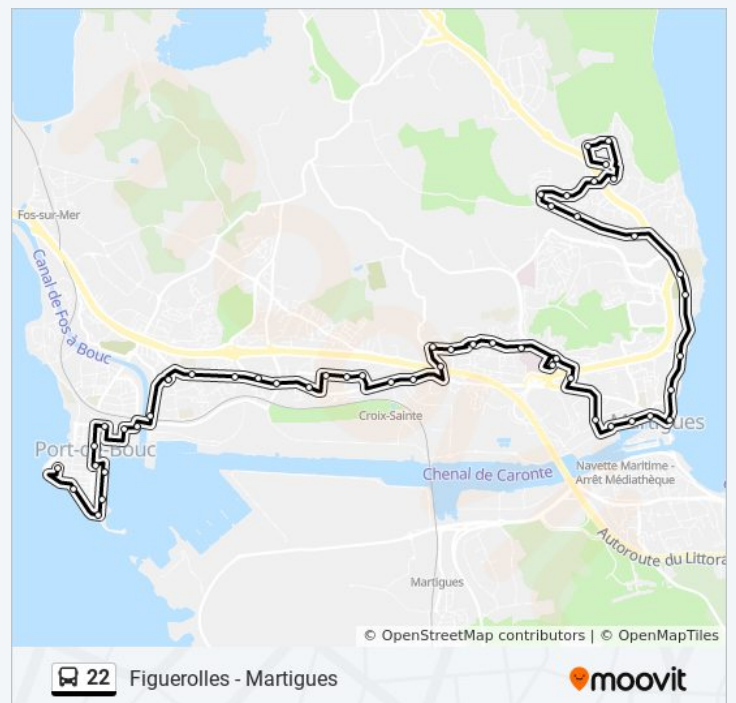 Fos-sur-Mer
Canal de Fos à Bouc
Croix-Sainte
Martigues
Port-de-Bouc
Chenal de Caronte
Navette Maritime -
Arrêt Médiathèque
Autoroute du Littora
Martigues
© OpenStreetMap contributors | © OpenMapTiles
22 Figuerolles - Martigues
moovit